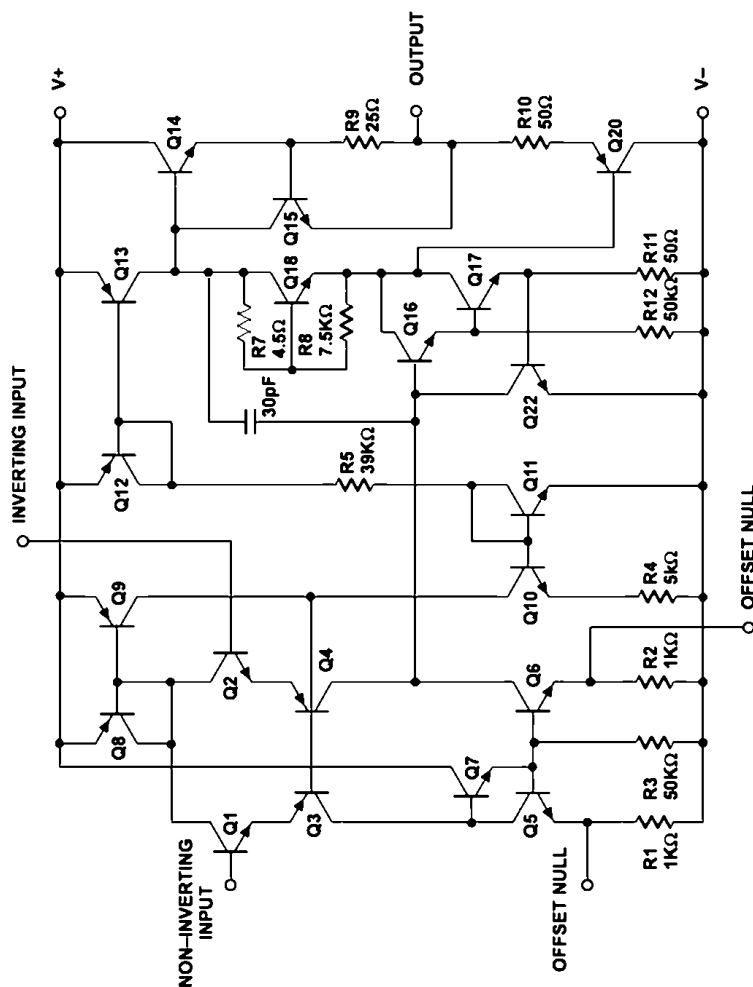 INVERTING INPUT
V+
Q12
Q13
Q14
Q8
Q9
R7
4.5Ω
Q18
R8
7.5KΩ
Q15
R9
25Ω
OUTPUT
30pF
R5
39KΩ
NON–INVERTING
INPUT
Q1
Q2
Q3
Q4
Q16
Q17
R10
50Ω
Q20
Q7
Q5
Q6
Q10
Q11
Q22
OFFSET NULL
R1
1KΩ
R3
50KΩ
R2
1KΩ
R4
5kΩ
R12
50kΩ
R11
50Ω
V–
OFFSET NULL